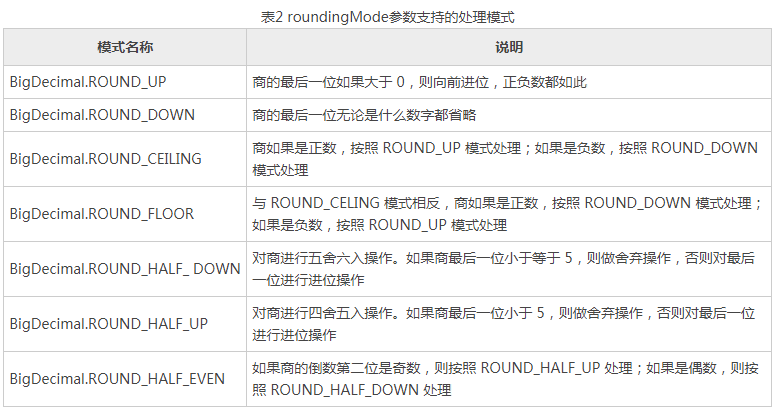 表2 roundingMode参数支持的处理模式
模式名称 说明
BigDecimal.ROUND_UP 商的最后一位如果大于 0，则向前进位，正负数都如此
BigDecimal.ROUND_DOWN 商的最后一位无论是什么数字都省略
BigDecimal.ROUND_CEILING 商如果是正数，按照 ROUND_UP 模式处理；如果是负数，按照 ROUND_DOWN
模式处理
BigDecimal.ROUND_FLOOR 与 ROUND_CELING 模式相反，商如果是正数，按照 ROUND_DOWN 模式处理；
如果是负数，按照 ROUND_UP 模式处理
BigDecimal.ROUND_HALF_ DOWN 对商进行五舍六入操作。如果商最后一位小于等于 5，则做舍弃操作，否则对最后
一位进行进位操作
BigDecimal.ROUND_HALF_UP 对商进行四舍五入操作。如果商最后一位小于 5，则做舍弃操作，否则对最后一位
进行进位操作
BigDecimal.ROUND_HALF_EVEN 如果商的倒数第二位是奇数，则按照 ROUND_HALF_UP 处理；如果是偶数，则按
照 ROUND_HALF_DOWN 处理